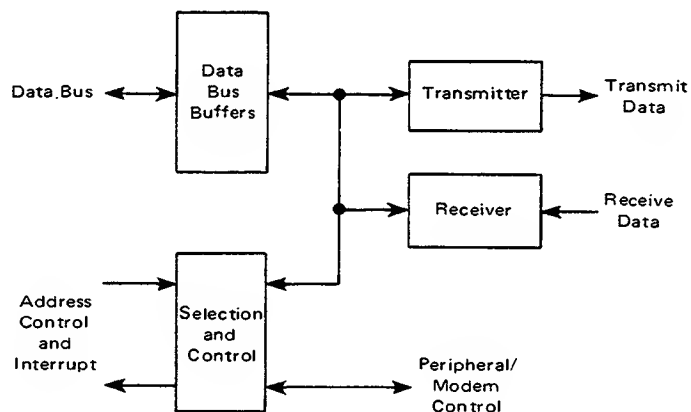 Data Bus
Data
Bus
Buffers
Transmitter
Transmit
Data
Receiver
Receive
Data
Address
Control
and
Interrupt
Selection
and
Control
Peripheral/
Modem
Control